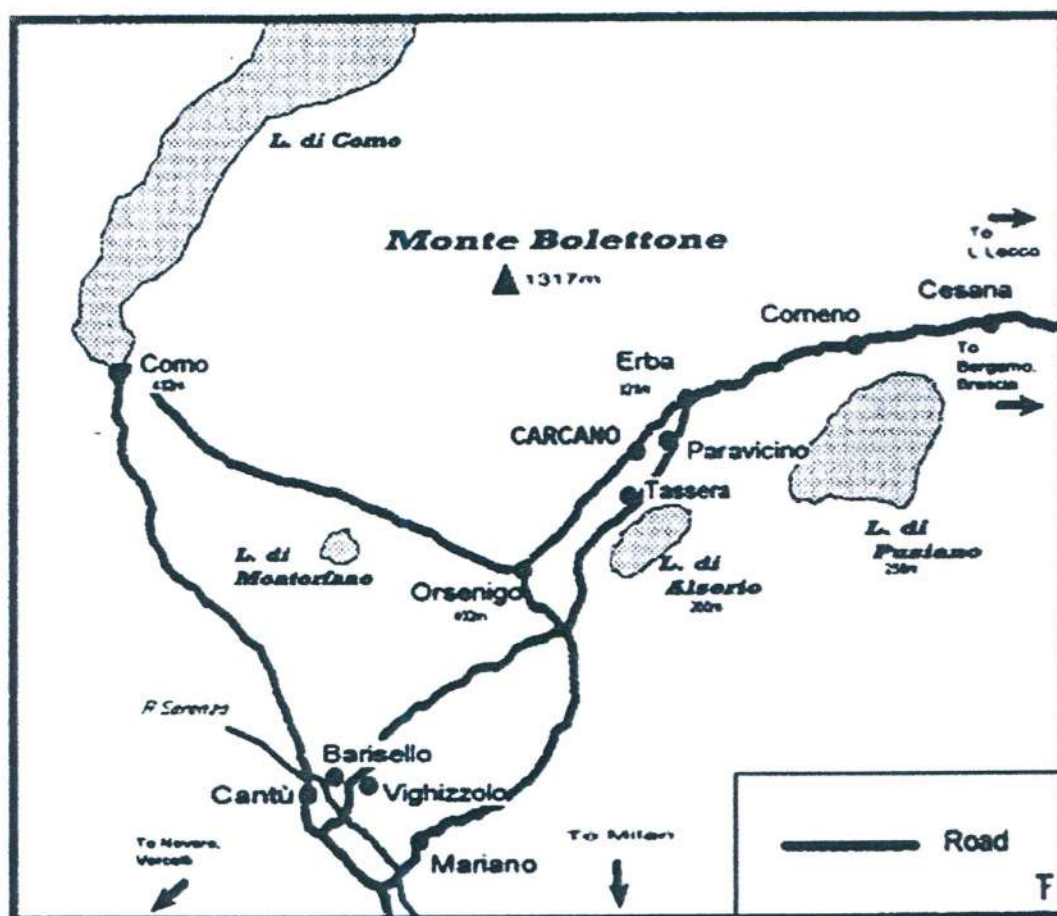 L. di Como
Monte Bolettone
1317m
To
L. Lecco
Cesana
Corneno
To
Bergamo,
Brescia
Como
Erba
CARCANO
Paravicino
Tassera
L. di
Pusiano
L. di
Montorfano
L. di
Alserio
260m
Orsenigo
Barisello
Cantù
Vighizzolo
To Novara,
Vercelli
Mariano
To Milan
Road